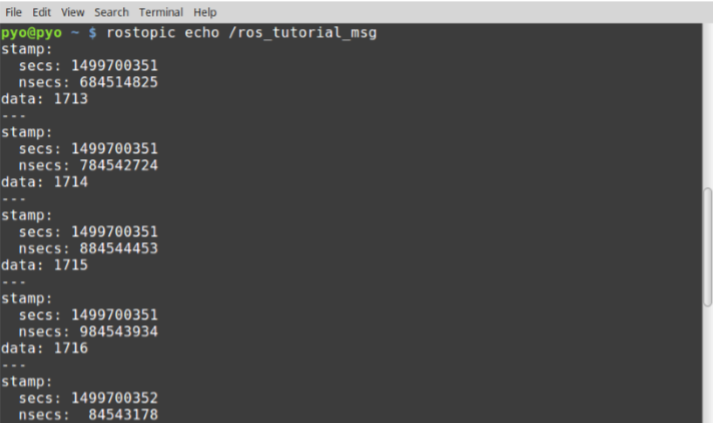 File Edit View Search Terminal Help
pyo@pyo ~ $ rostopic echo /ros_tutorial_msg
stamp:
  secs: 1499700351
  nsecs: 684514825
data: 1713
---
stamp:
  secs: 1499700351
  nsecs: 784542724
data: 1714
---
stamp:
  secs: 1499700351
  nsecs: 884544453
data: 1715
---
stamp:
  secs: 1499700351
  nsecs: 984543934
data: 1716
---
stamp:
  secs: 1499700352
  nsecs:  84543178